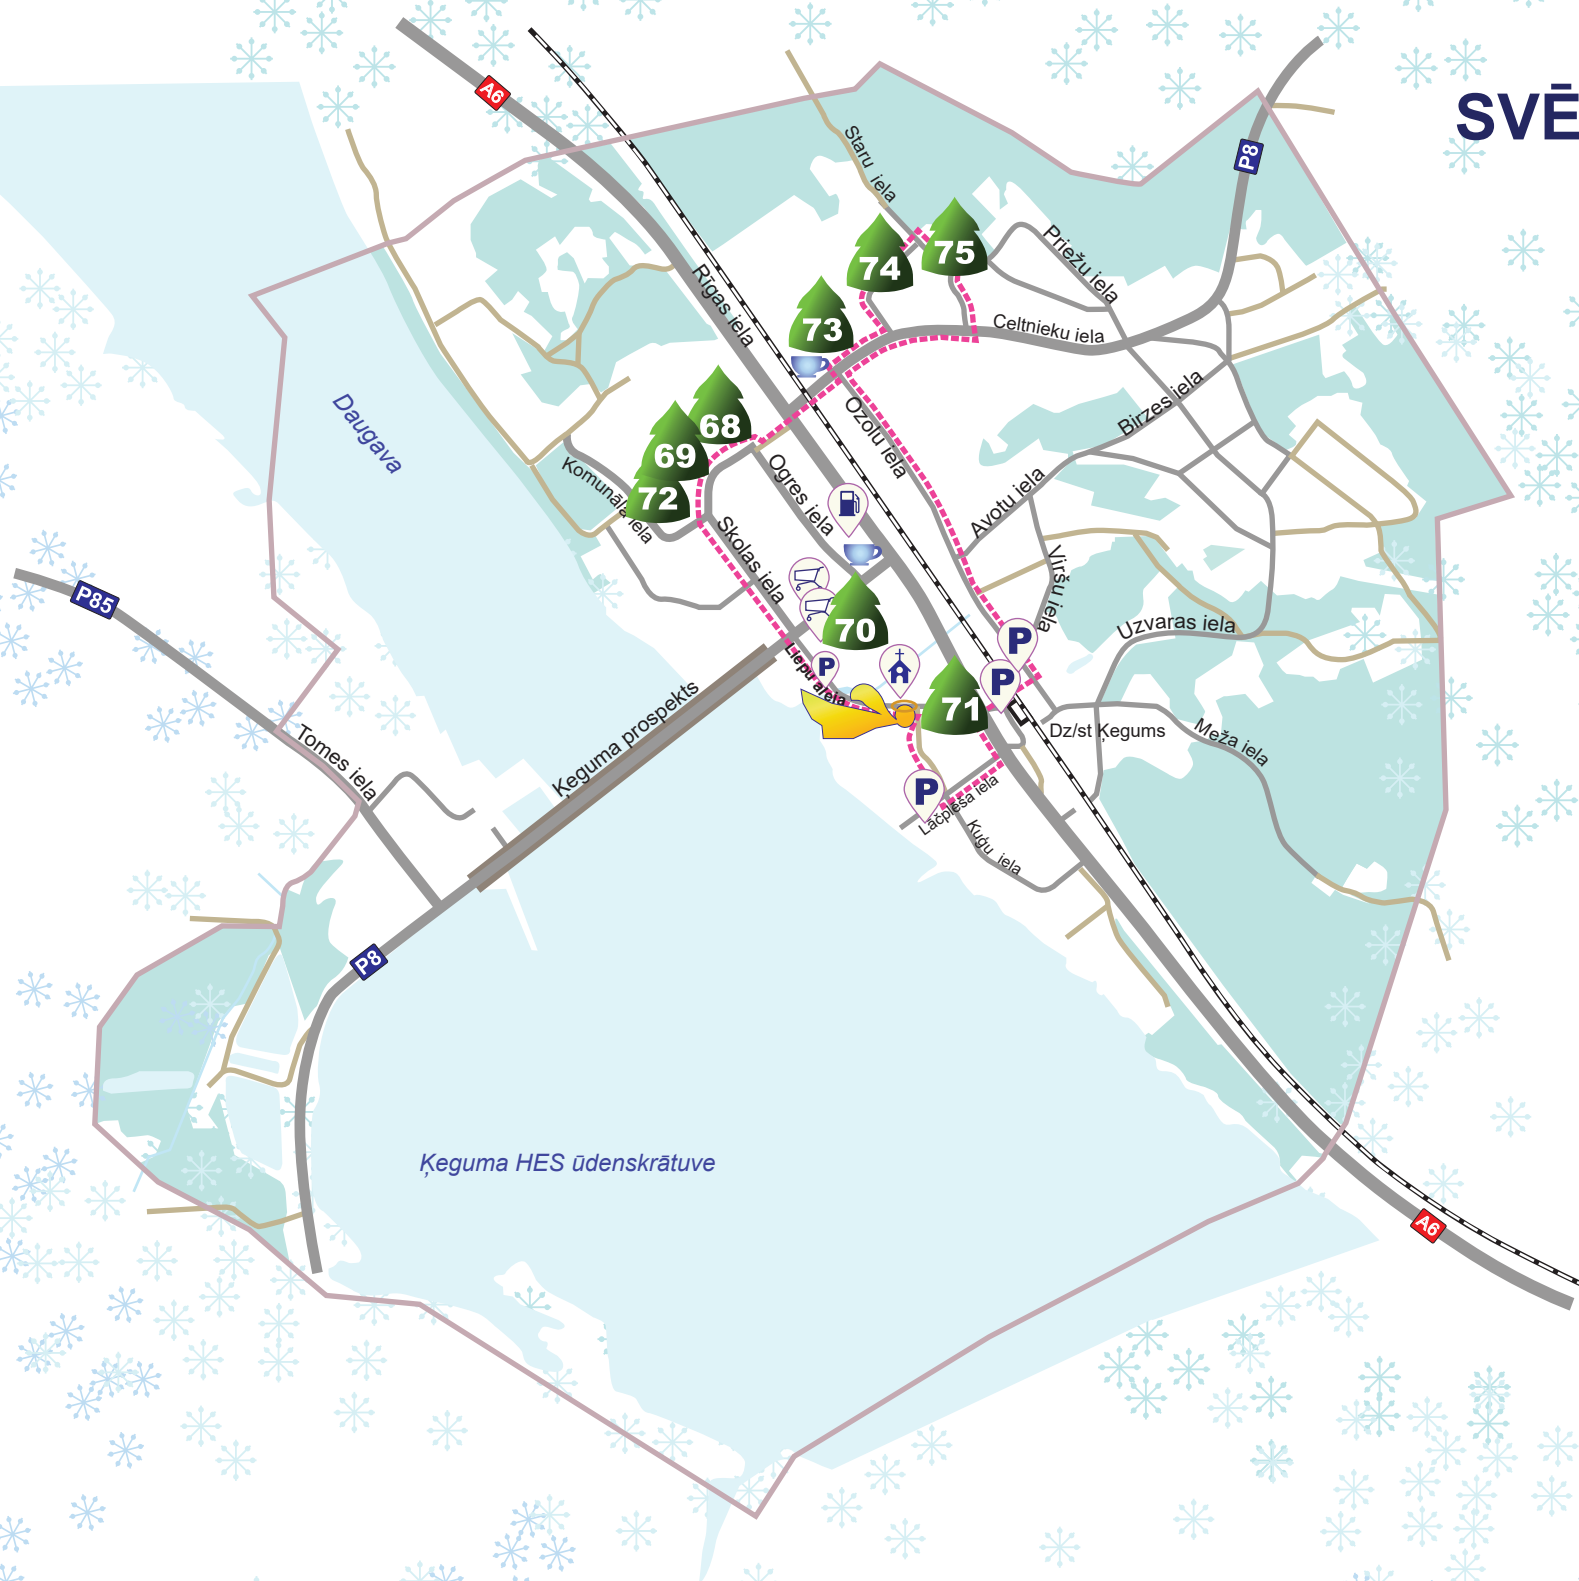 SVĒ
A6
P8
Staru iela
75
74
Priežu iela
Rīgas iela
73
Celtnieku iela
Daugava
68
Ozolu iela
Birzes iela
69
72
Komunālā iela
Ogres iela
Avotu iela
Skolas iela
Viršu iela
P85
70
Uzvaras iela
P
P
Liepu aleja
P
71
Dz/st Ķegums
Meža iela
Ķeguma prospekts
Tomes iela
P
Lāčplēša iela
Kuģu iela
P8
Ķeguma HES ūdenskrātuve
A6